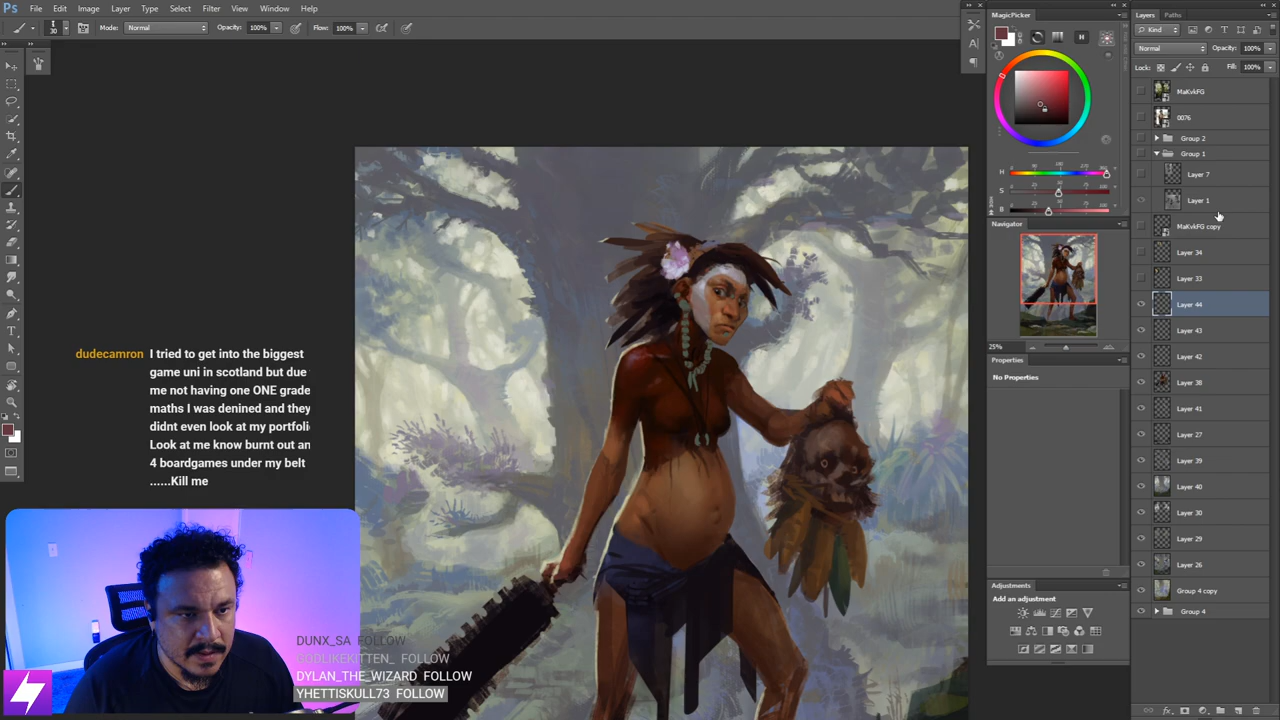 Ps File Edit Image Layer Type Select Filter View Window Help
30 Mode: Normal Opacity: 100% Flow: 100%
dudecamron I tried to get into the biggest
game uni in scotland but due
me not having one ONE grade
maths I was denined and they
didnt even look at my portfoli
Look at me know burnt out an
4 boardgames under my belt
......Kill me
DUNX_SA FOLLOW
GODLIKEKITTEN_ FOLLOW
DYLAN_THE_WIZARD FOLLOW
YHETTISKULL73 FOLLOW
MagicPicker
H
H
S
B
Navigator
25%
Properties
No Properties
Adjustments
Add an adjustment
Layers Paths
Kind
Normal Opacity: 100%
Lock: Fill: 100%
MaKvkFG
0076
Group 2
Group 1
Layer 7
Layer 1
MaKvkFG copy
Layer 34
Layer 33
Layer 44
Layer 43
Layer 42
Layer 38
Layer 41
Layer 27
Layer 39
Layer 40
Layer 30
Layer 29
Layer 26
Group 4 copy
Group 4